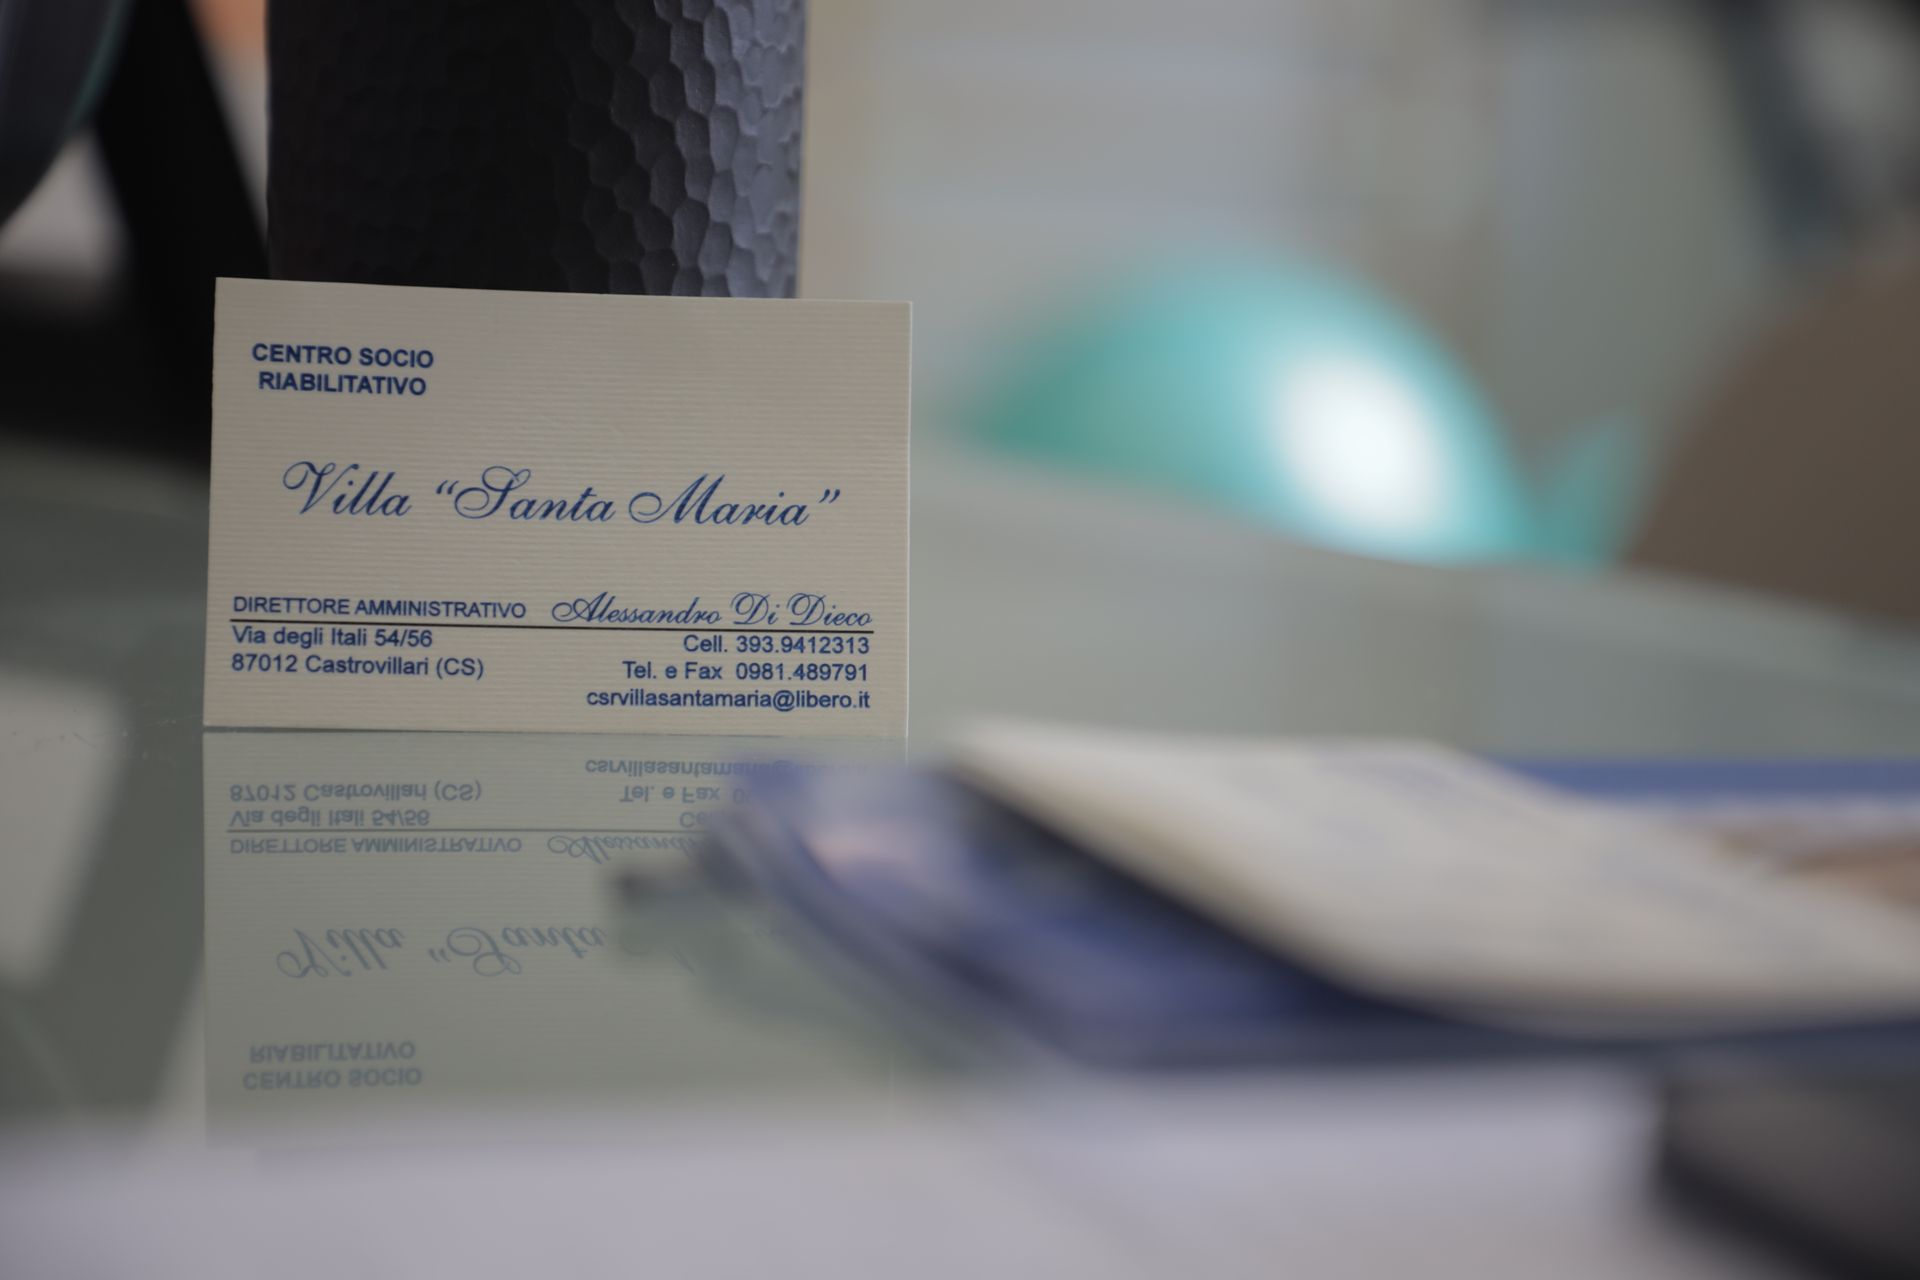 CENTRO SOCIO
RIABILITATIVO
Villa “Santa Maria”
DIRETTORE AMMINISTRATIVO Alessandro Di Dieco
Via degli Itali 54/56
87012 Castrovillari (CS)
Cell. 393.9412313
Tel. e Fax 0981.489791
csrvillasantamaria@libero.it